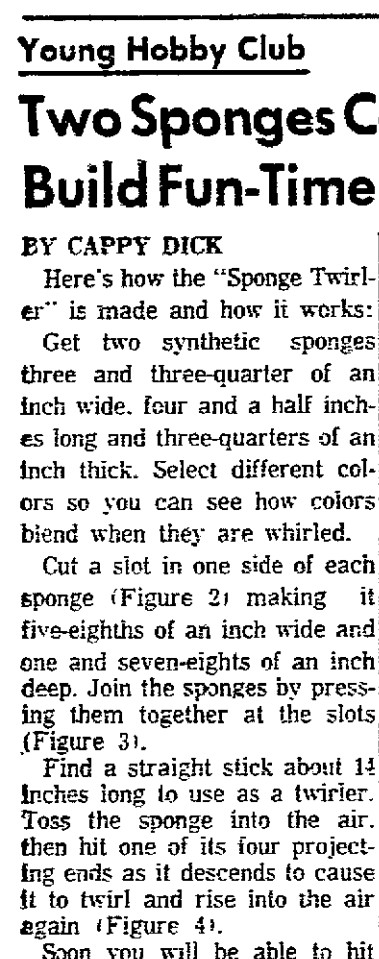 Young Hobby Club
Two Sponges C
Build Fun-Time
BY CAPPY DICK
Here's how the "Sponge Twirl-
er" is made and how it works:
Get two synthetic sponges
three and three-quarter of an
inch wide, four and a half inch-
es long and three-quarters of an
inch thick. Select different col-
ors so you can see how colors
blend when they are whirled.
Cut a slot in one side of each
sponge (Figure 2) making it
five-eighths of an inch wide and
one and seven-eights of an inch
deep. Join the sponges by press-
ing them together at the slots
(Figure 3).
Find a straight stick about 14
inches long to use as a twirler.
Toss the sponge into the air.
then hit one of its four project-
ing ends as it descends to cause
it to twirl and rise into the air
again (Figure 4).
Soon you will be able to hit